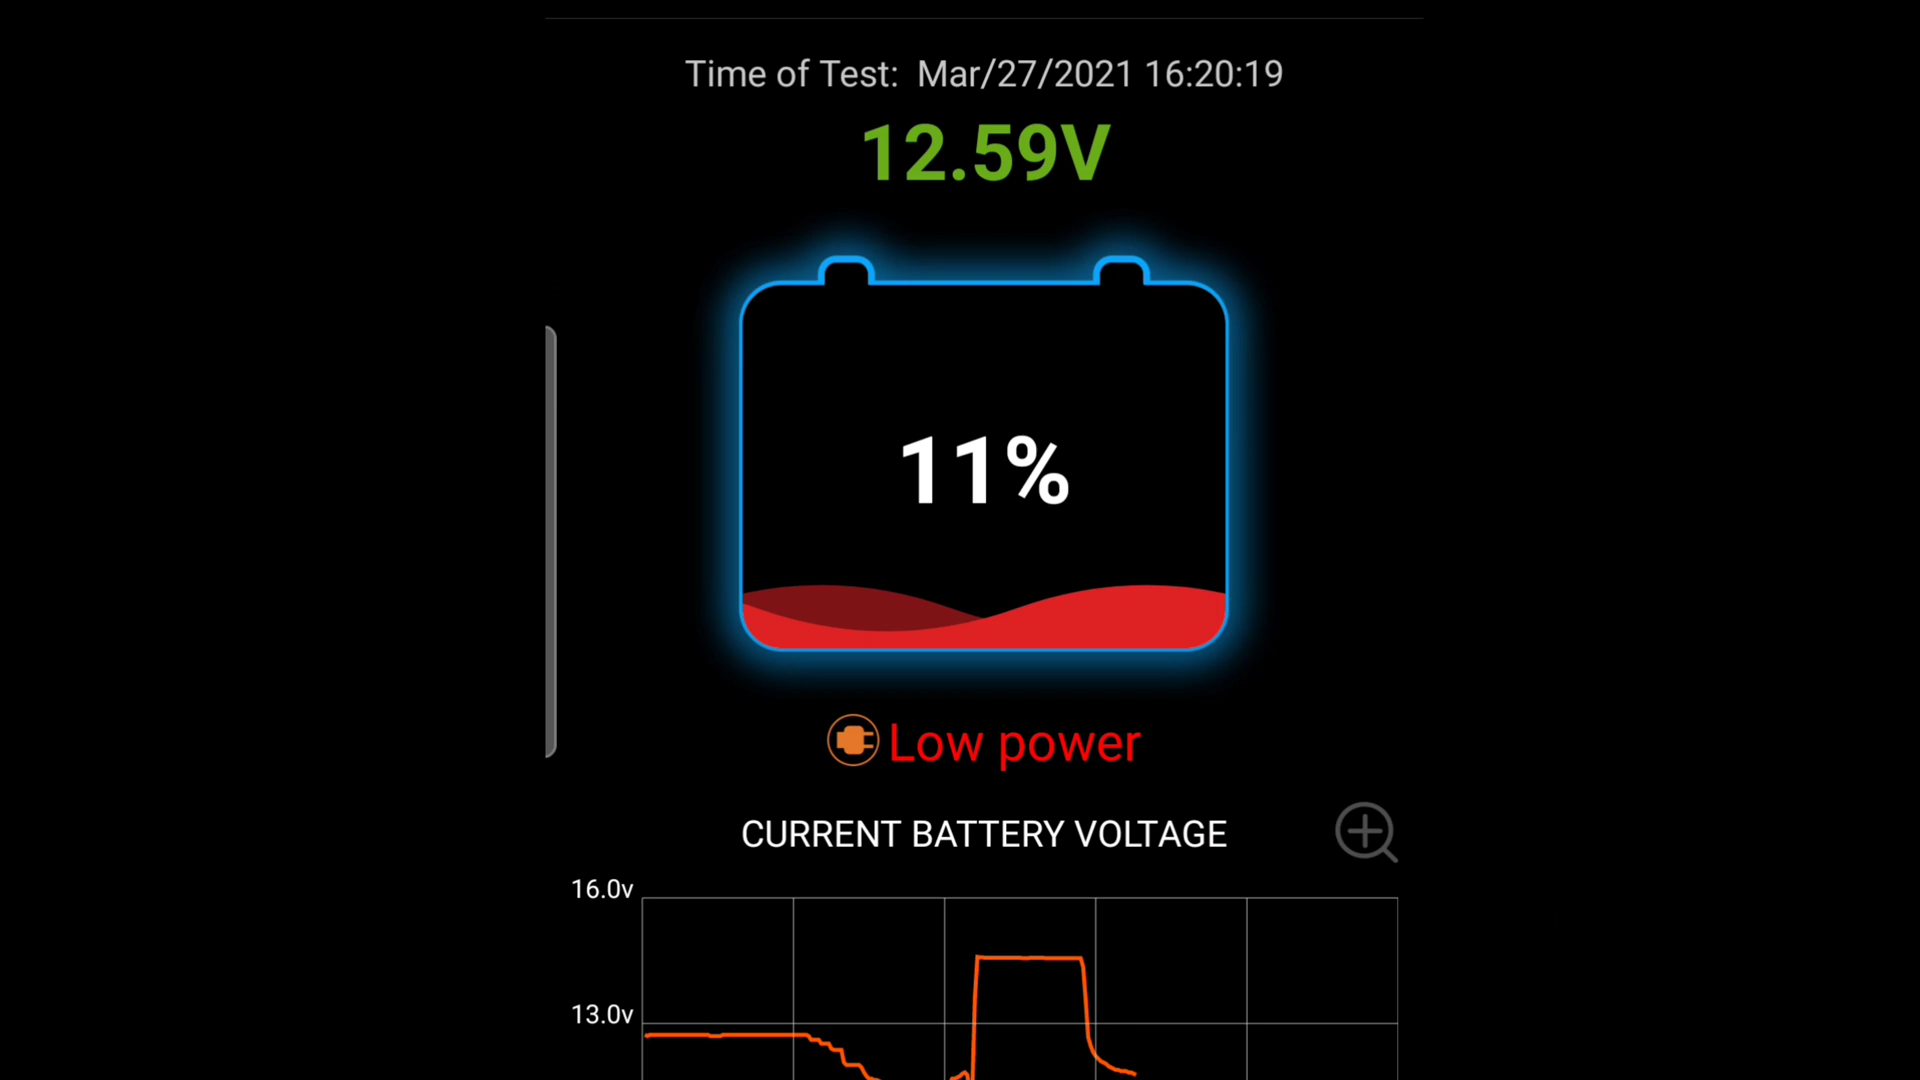 Time of Test: Mar/27/2021 16:20:19
12.59V
11%
Low power
CURRENT BATTERY VOLTAGE
16.0v
13.0v